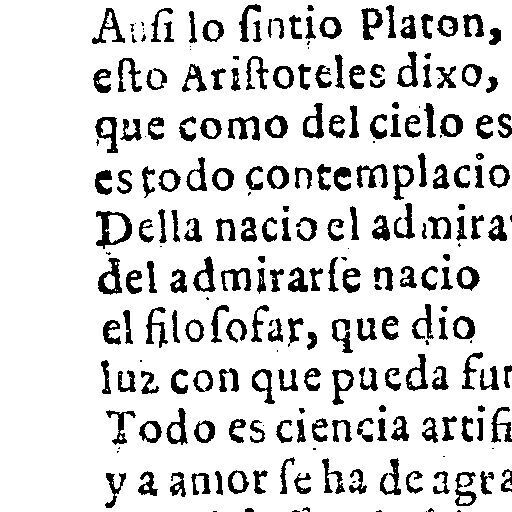 Ausi lo ſintio Platon,
eſto Ariſtoteles dixo,
que como del cielo es
es todo contemplacio
Della nacio el admira
del admirarſe nacio
el filoſofar, que dio
luz con que pueda fun
Todo es ciencia artifi
y a amor ſe ha de agra